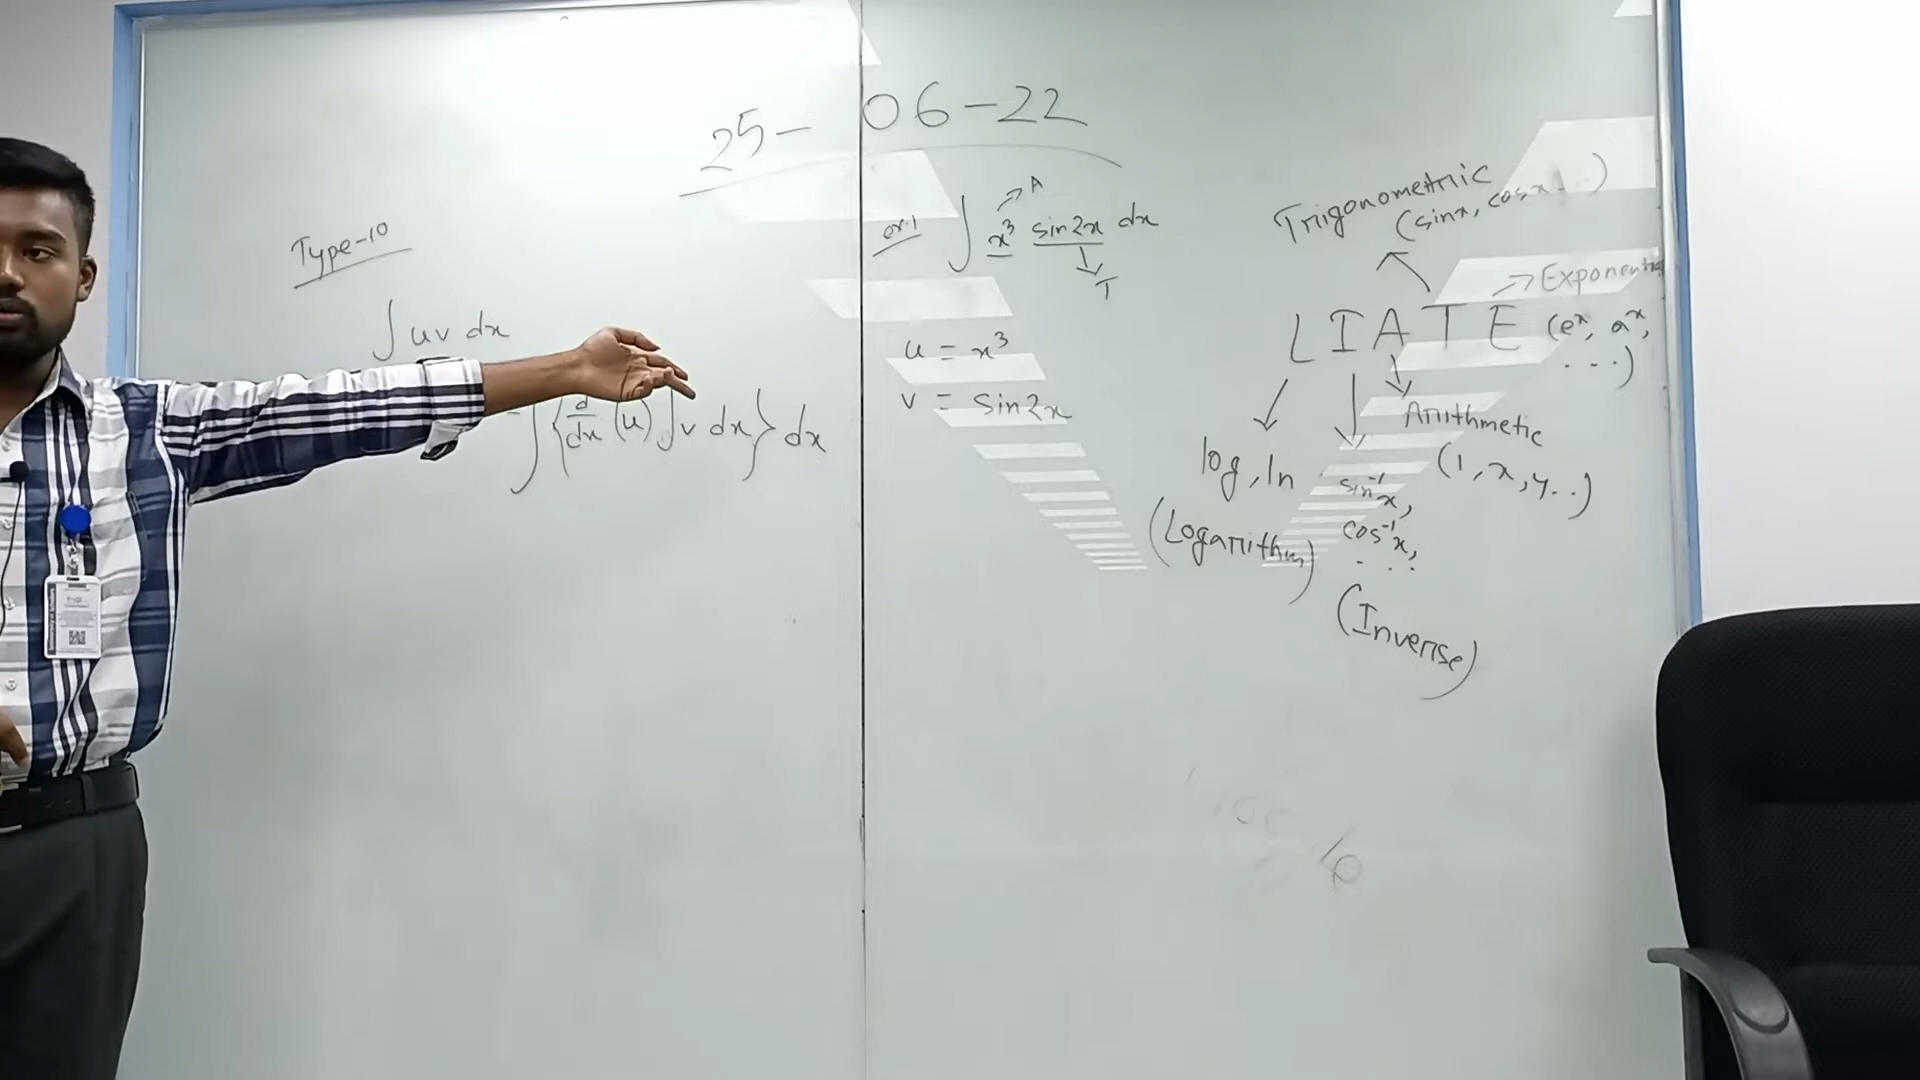 25-06-22
Type-10
∫ uv dx
- ∫ { d/dx (u) ∫ v dx } dx
ex.1 ∫ x³ sin2x dx
A
T
u = x³
v = sin2x
Trigonometric
(sinx, cosx, ...)
Exponential
LIATE (eˣ, aˣ,
...)
Arithmetic
(1, x, y..)
log, ln
(Logarithm)
sin⁻¹x,
cos⁻¹x,
...
(Inverse)